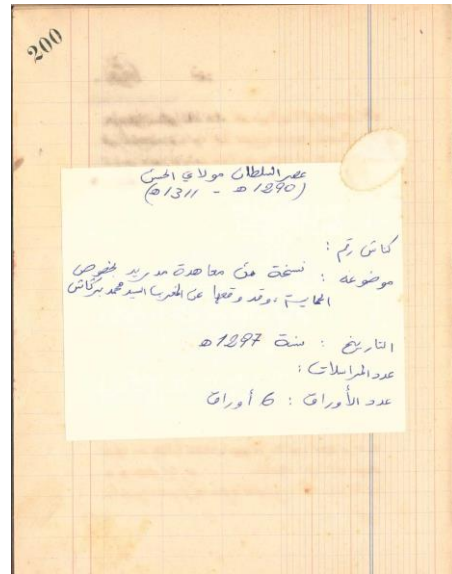 200
عصر السلطان مولاي الحسن
(1290 هـ - 1311 هـ)
كناش رقم :
موضوعه : نسخة من معاهدة مدريد بخصوص
الحماية، وقد وقعها عن المغرب السيد محمد بركاش
التاريخ : سنة 1297 هـ
عدد المراسلات :
عدد الأوراق : 6 أوراق